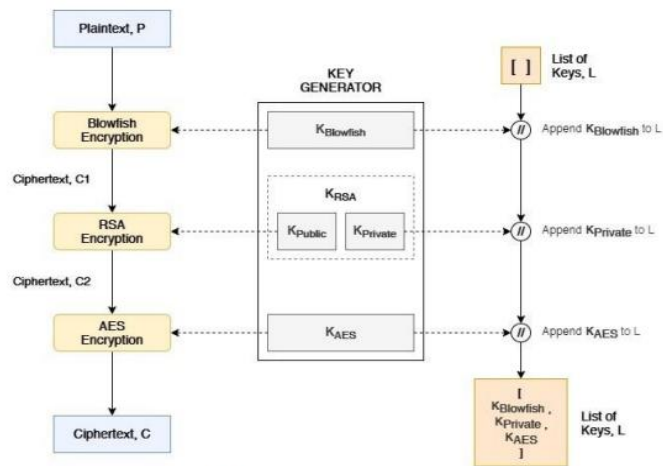 Plaintext, P
Blowfish
Encryption
Ciphertext, C1
RSA
Encryption
Ciphertext, C2
AES
Encryption
Ciphertext, C
KEY
GENERATOR
KBlowfish
KRSA
KPublic
KPrivate
KAES
[ ]
List of
Keys, L
//
Append KBlowfish to L
//
Append KPrivate to L
//
Append KAES to L
[
KBlowfish ,
KPrivate ,
KAES
]
List of
Keys, L